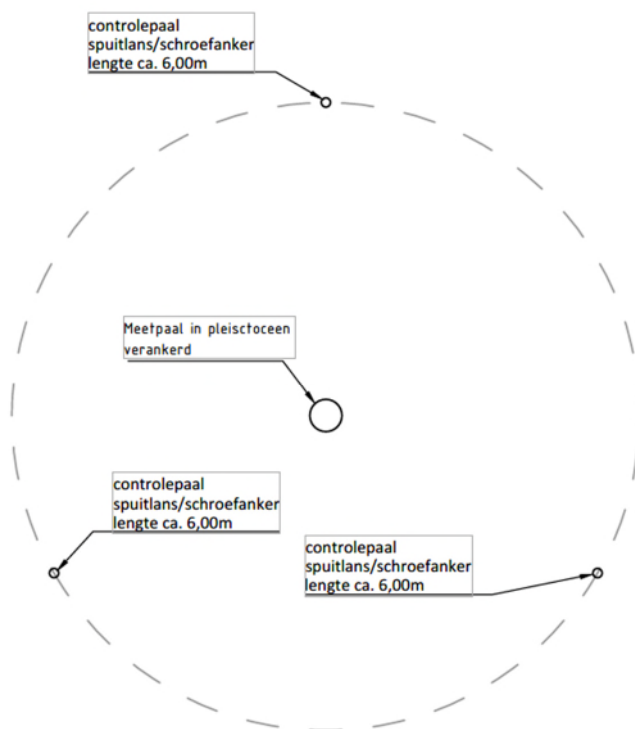 controlepaal
spuitlans/schroefanker
lengte ca. 6,00m
Meetpaal in pleisctoceen
verankerd
controlepaal
spuitlans/schroefanker
lengte ca. 6,00m
controlepaal
spuitlans/schroefanker
lengte ca. 6,00m